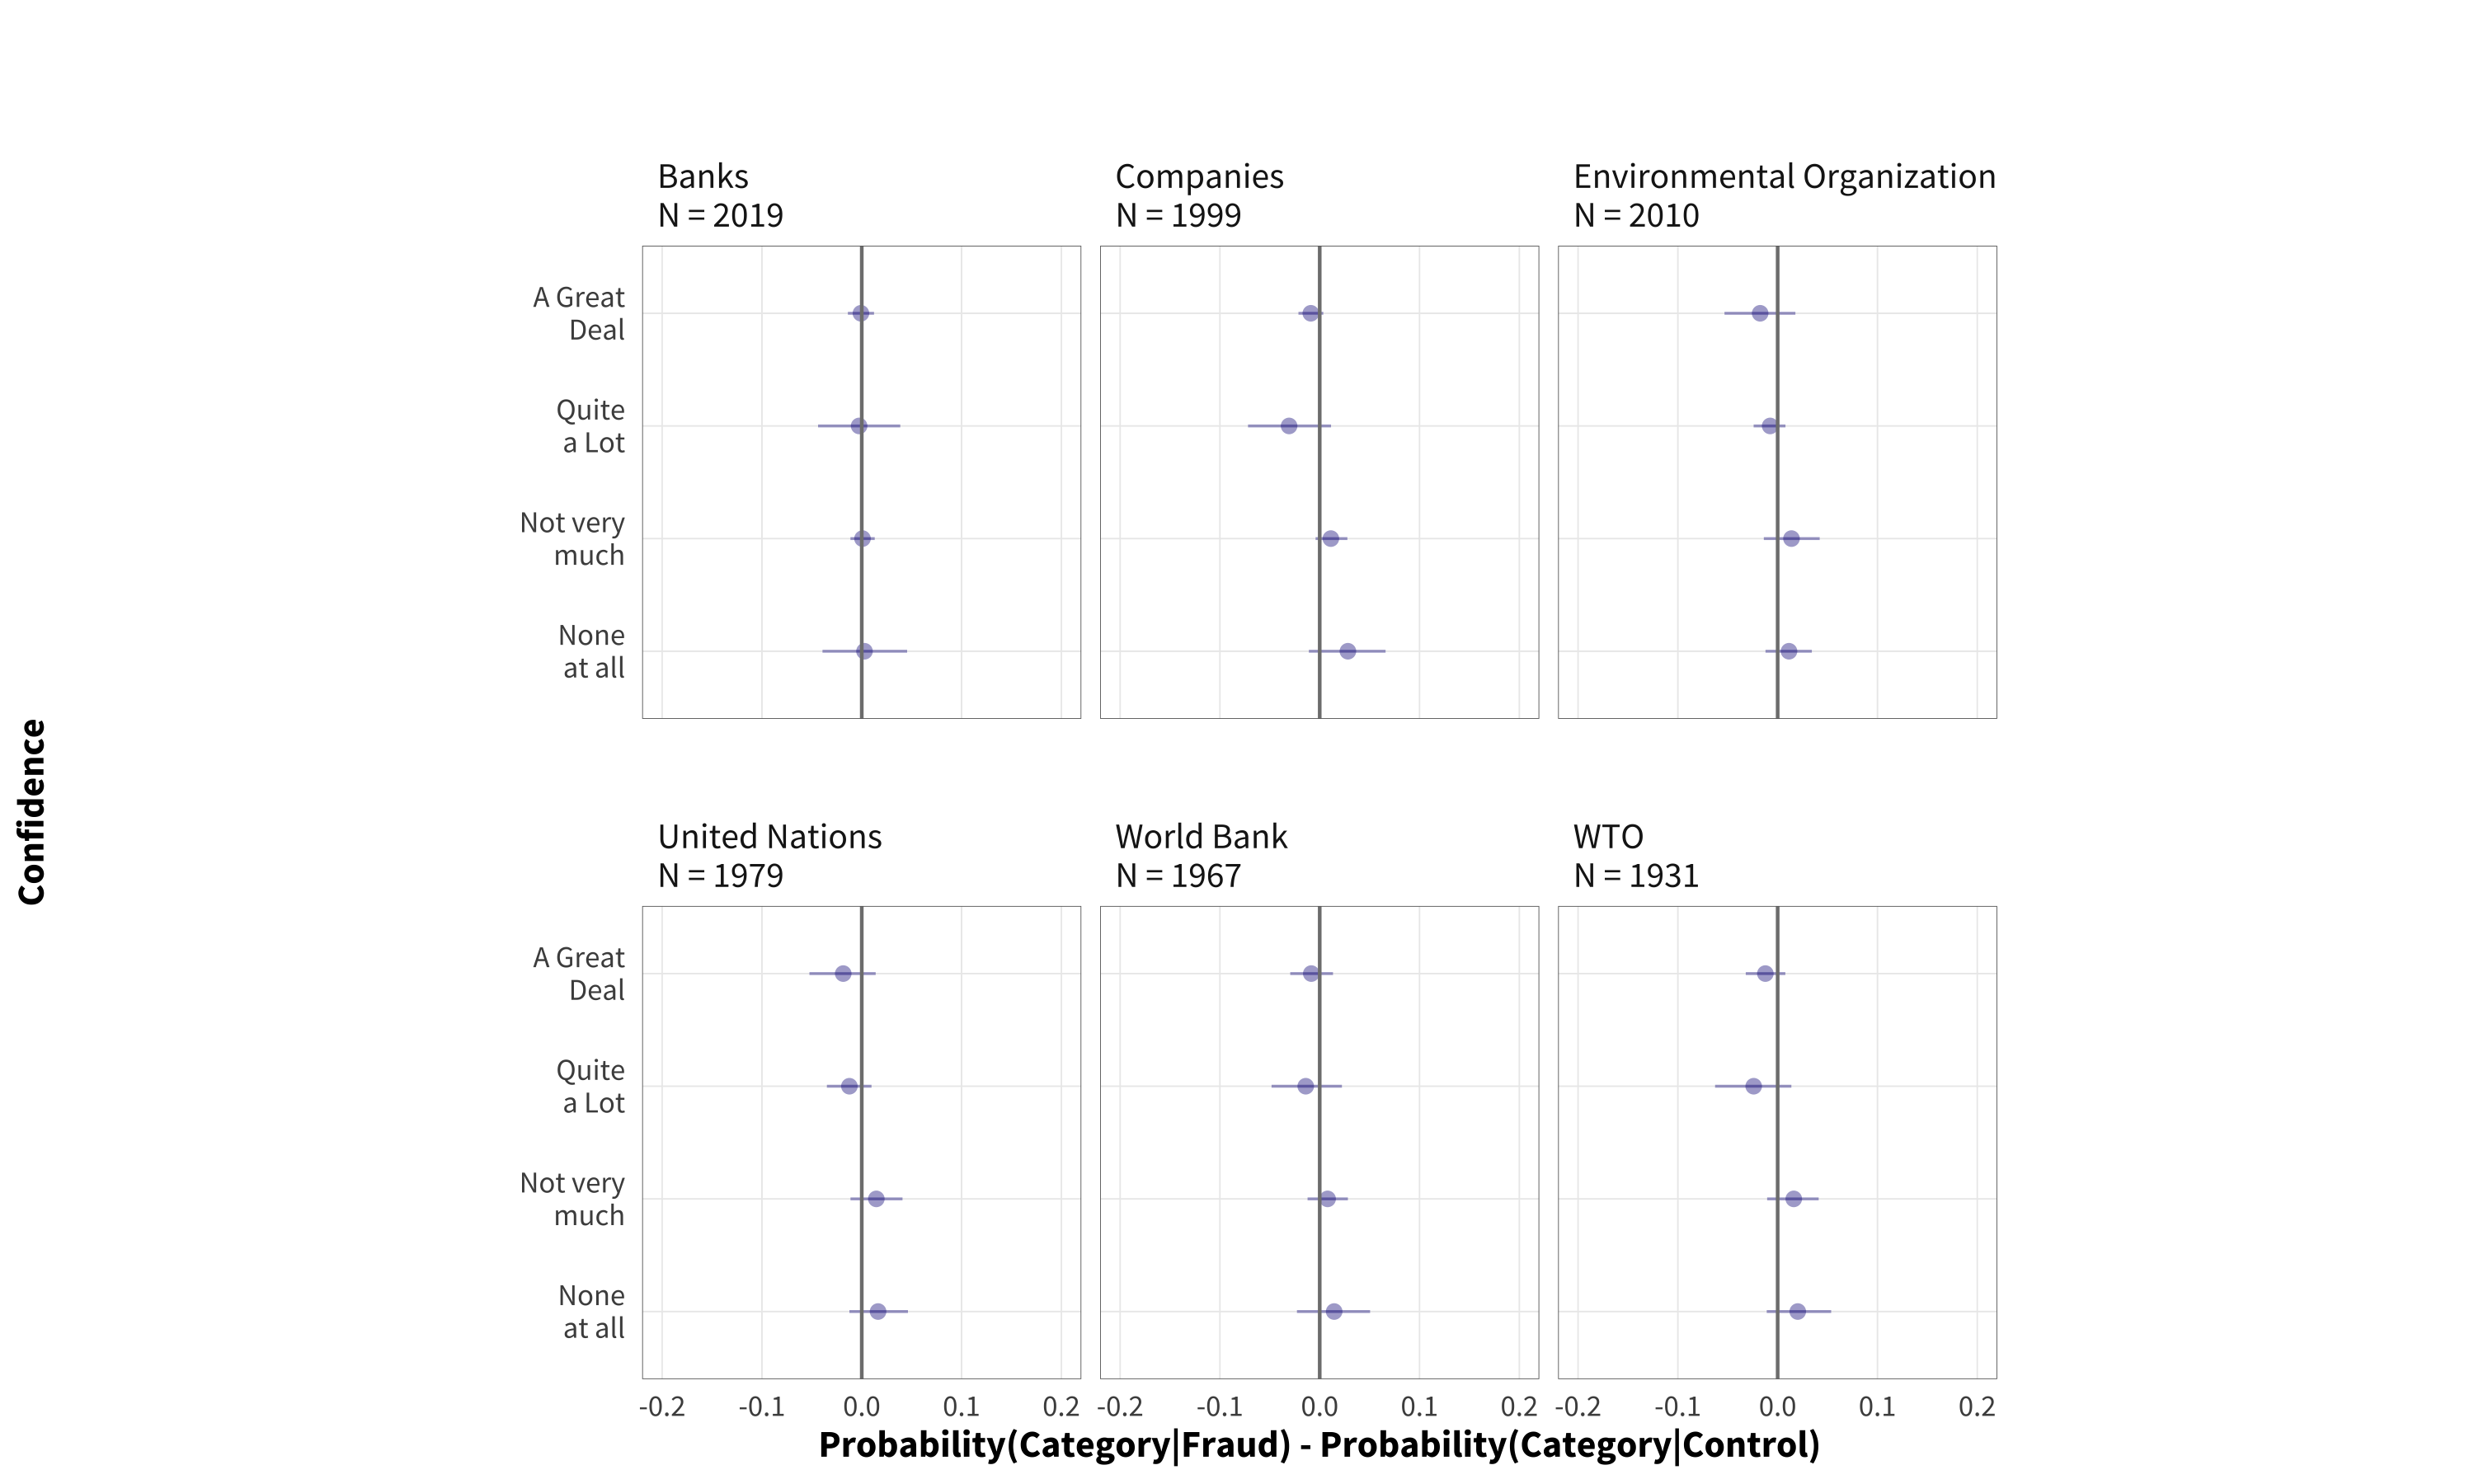 Banks
N = 2019
Companies
N = 1999
Environmental Organization
N = 2010
A Great
Deal
Quite
a Lot
Not very
much
None
at all
Confidence
United Nations
N = 1979
World Bank
N = 1967
WTO
N = 1931
A Great
Deal
Quite
a Lot
Not very
much
None
at all
-0.2 -0.1 0.0 0.1 0.2 -0.2 -0.1 0.0 0.1 0.2 -0.2 -0.1 0.0 0.1 0.2
Probability(Category|Fraud) - Probability(Category|Control)